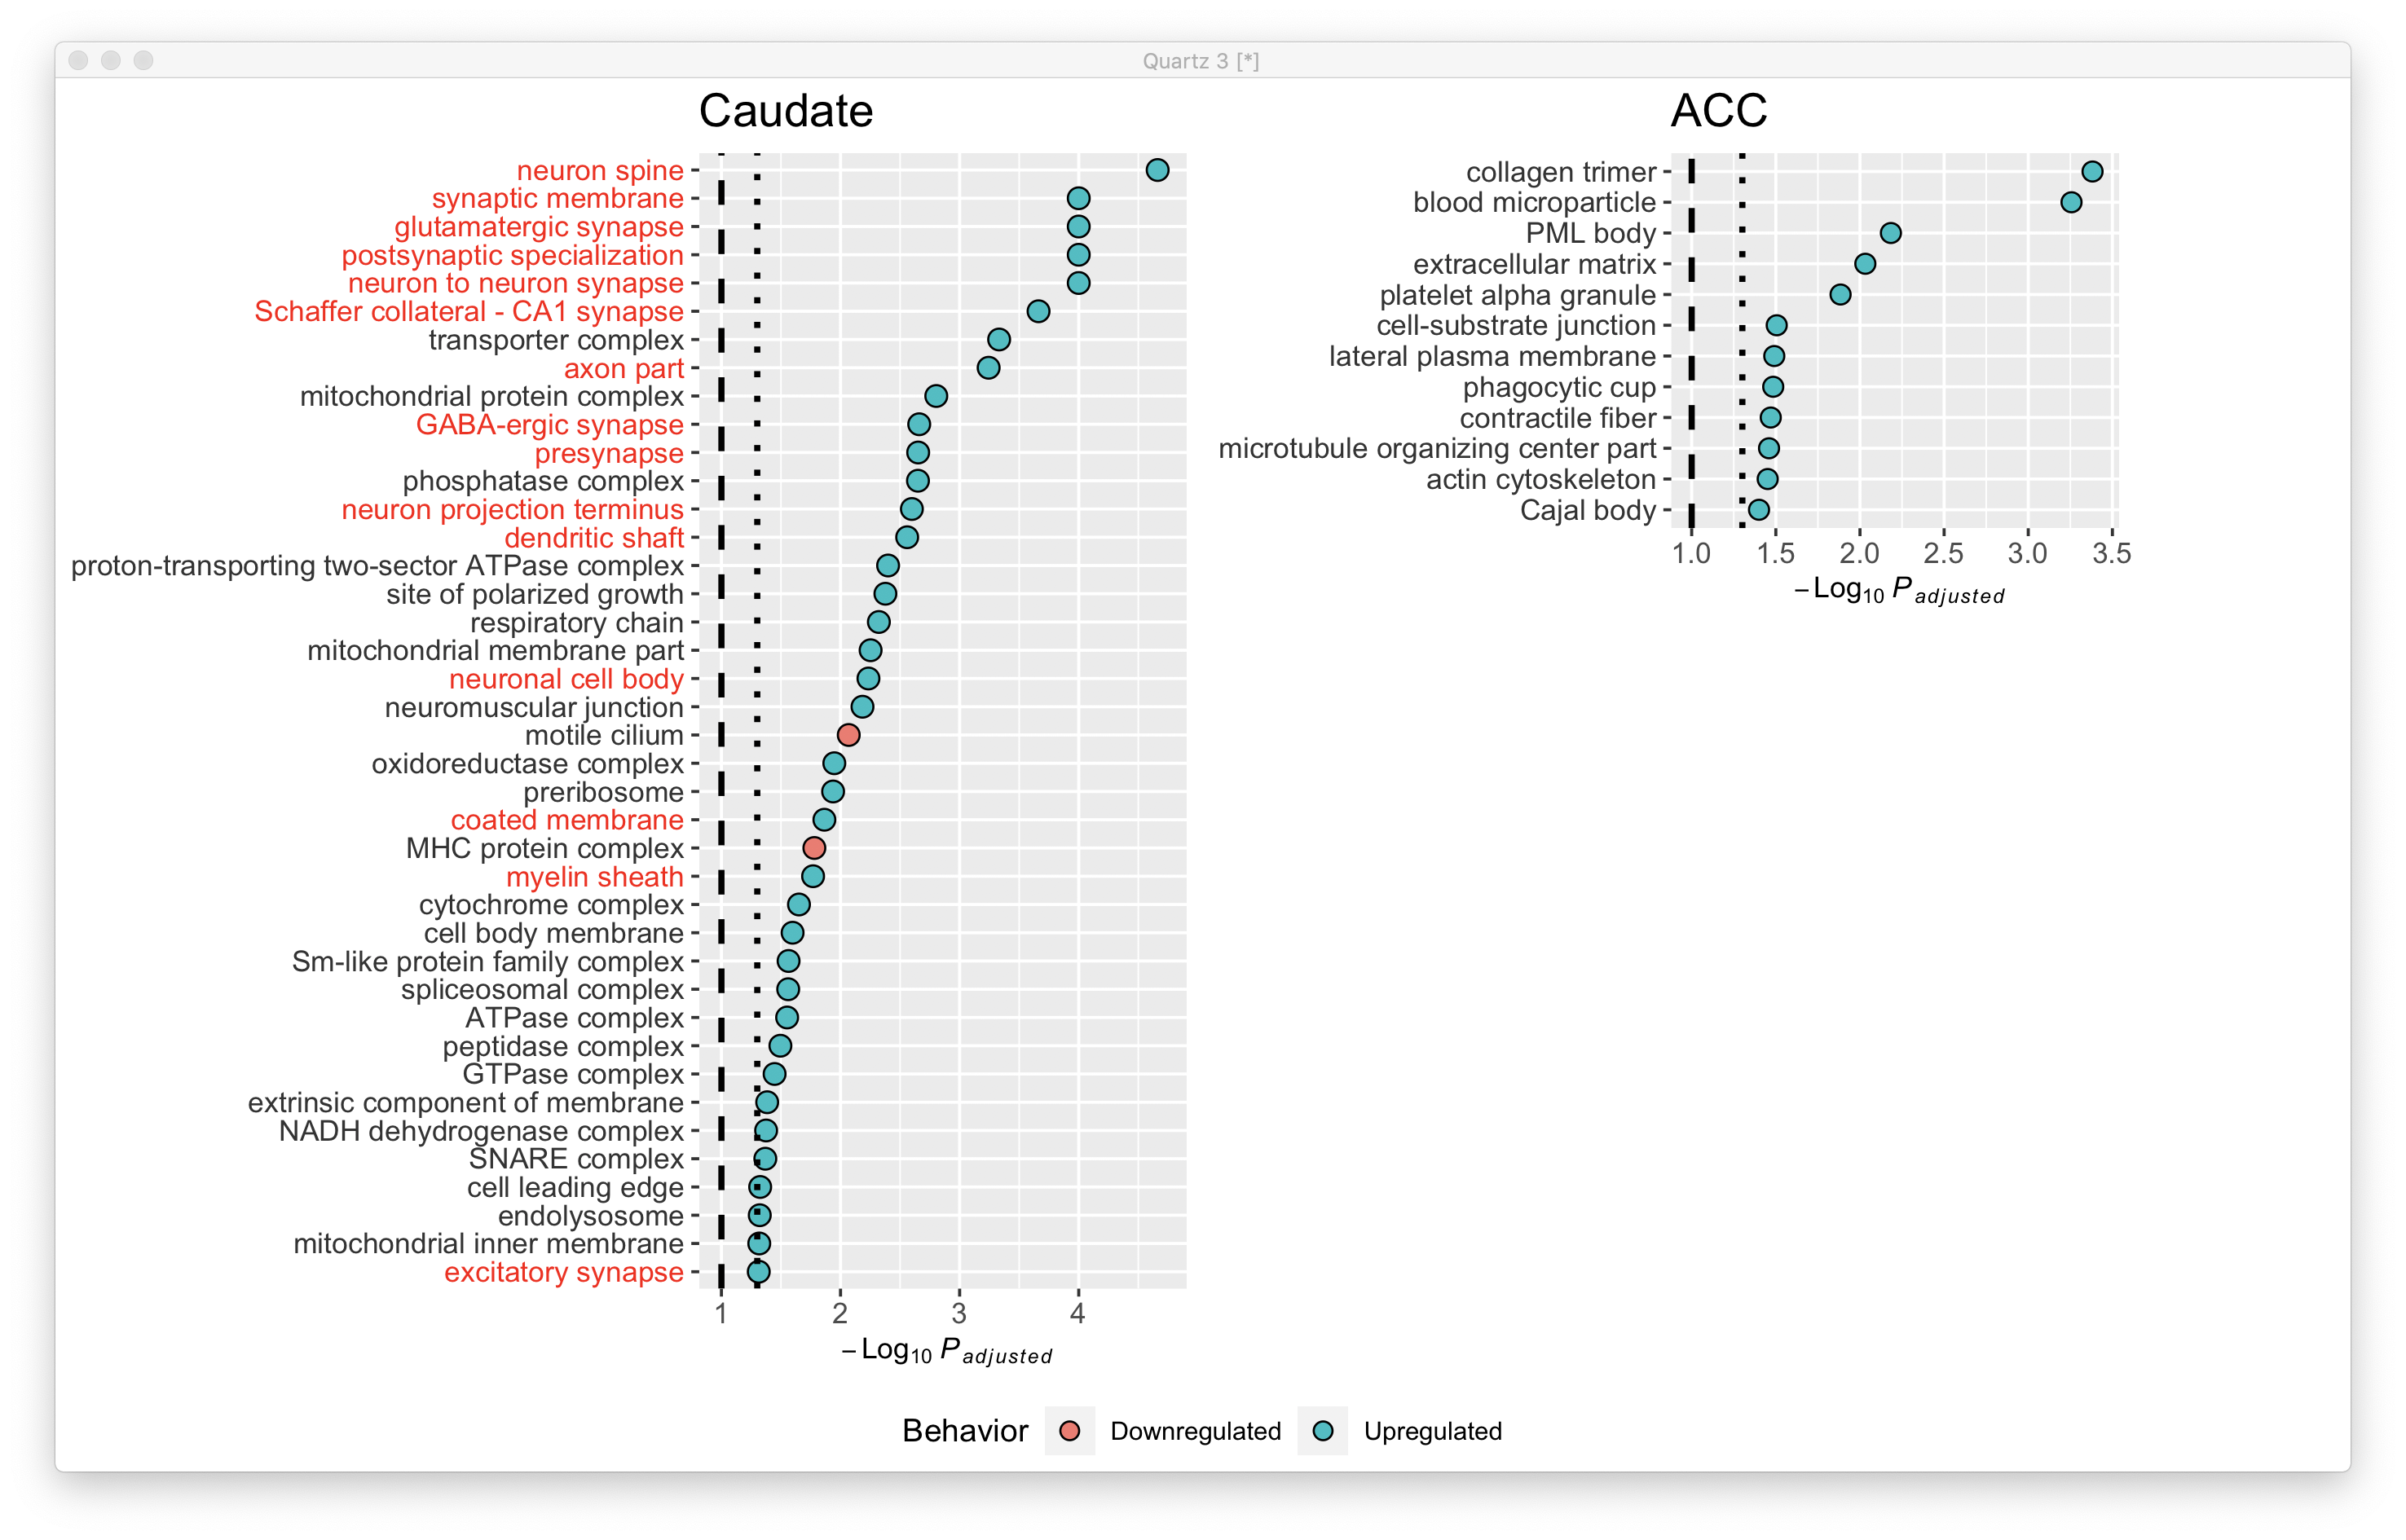 Quartz 3 [*]
Caudate
neuron spine
synaptic membrane
glutamatergic synapse
postsynaptic specialization
neuron to neuron synapse
Schaffer collateral - CA1 synapse
transporter complex
axon part
mitochondrial protein complex
GABA-ergic synapse
presynapse
phosphatase complex
neuron projection terminus
dendritic shaft
proton-transporting two-sector ATPase complex
site of polarized growth
respiratory chain
mitochondrial membrane part
neuronal cell body
neuromuscular junction
motile cilium
oxidoreductase complex
preribosome
coated membrane
MHC protein complex
myelin sheath
cytochrome complex
cell body membrane
Sm-like protein family complex
spliceosomal complex
ATPase complex
peptidase complex
GTPase complex
extrinsic component of membrane
NADH dehydrogenase complex
SNARE complex
cell leading edge
endolysosome
mitochondrial inner membrane
excitatory synapse
1 2 3 4
−Log10 Padjusted
ACC
collagen trimer
blood microparticle
PML body
extracellular matrix
platelet alpha granule
cell-substrate junction
lateral plasma membrane
phagocytic cup
contractile fiber
microtubule organizing center part
actin cytoskeleton
Cajal body
1.0 1.5 2.0 2.5 3.0 3.5
−Log10 Padjusted
Behavior Downregulated Upregulated